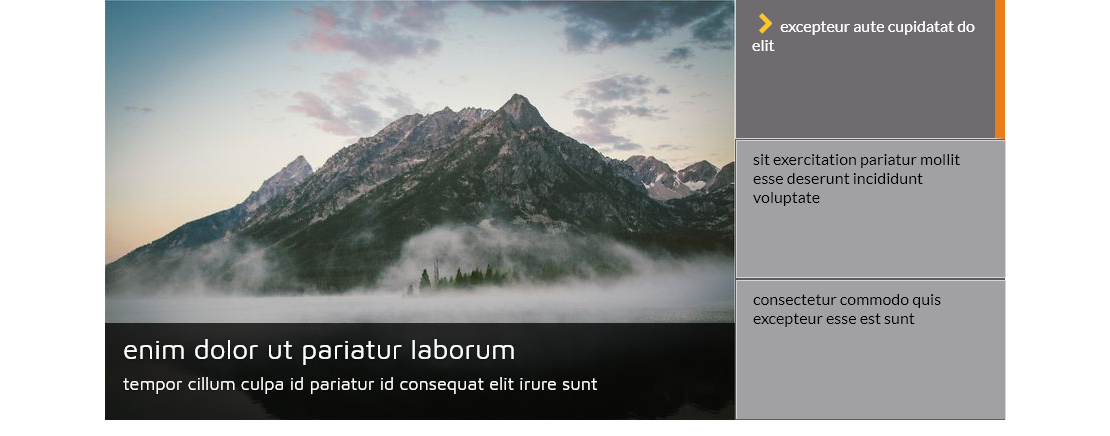 enim dolor ut pariatur laborum
tempor cillum culpa id pariatur id consequat elit irure sunt
excepteur aute cupidatat do
elit
sit exercitation pariatur mollit
esse deserunt incididunt
voluptate
consectetur commodo quis
excepteur esse est sunt